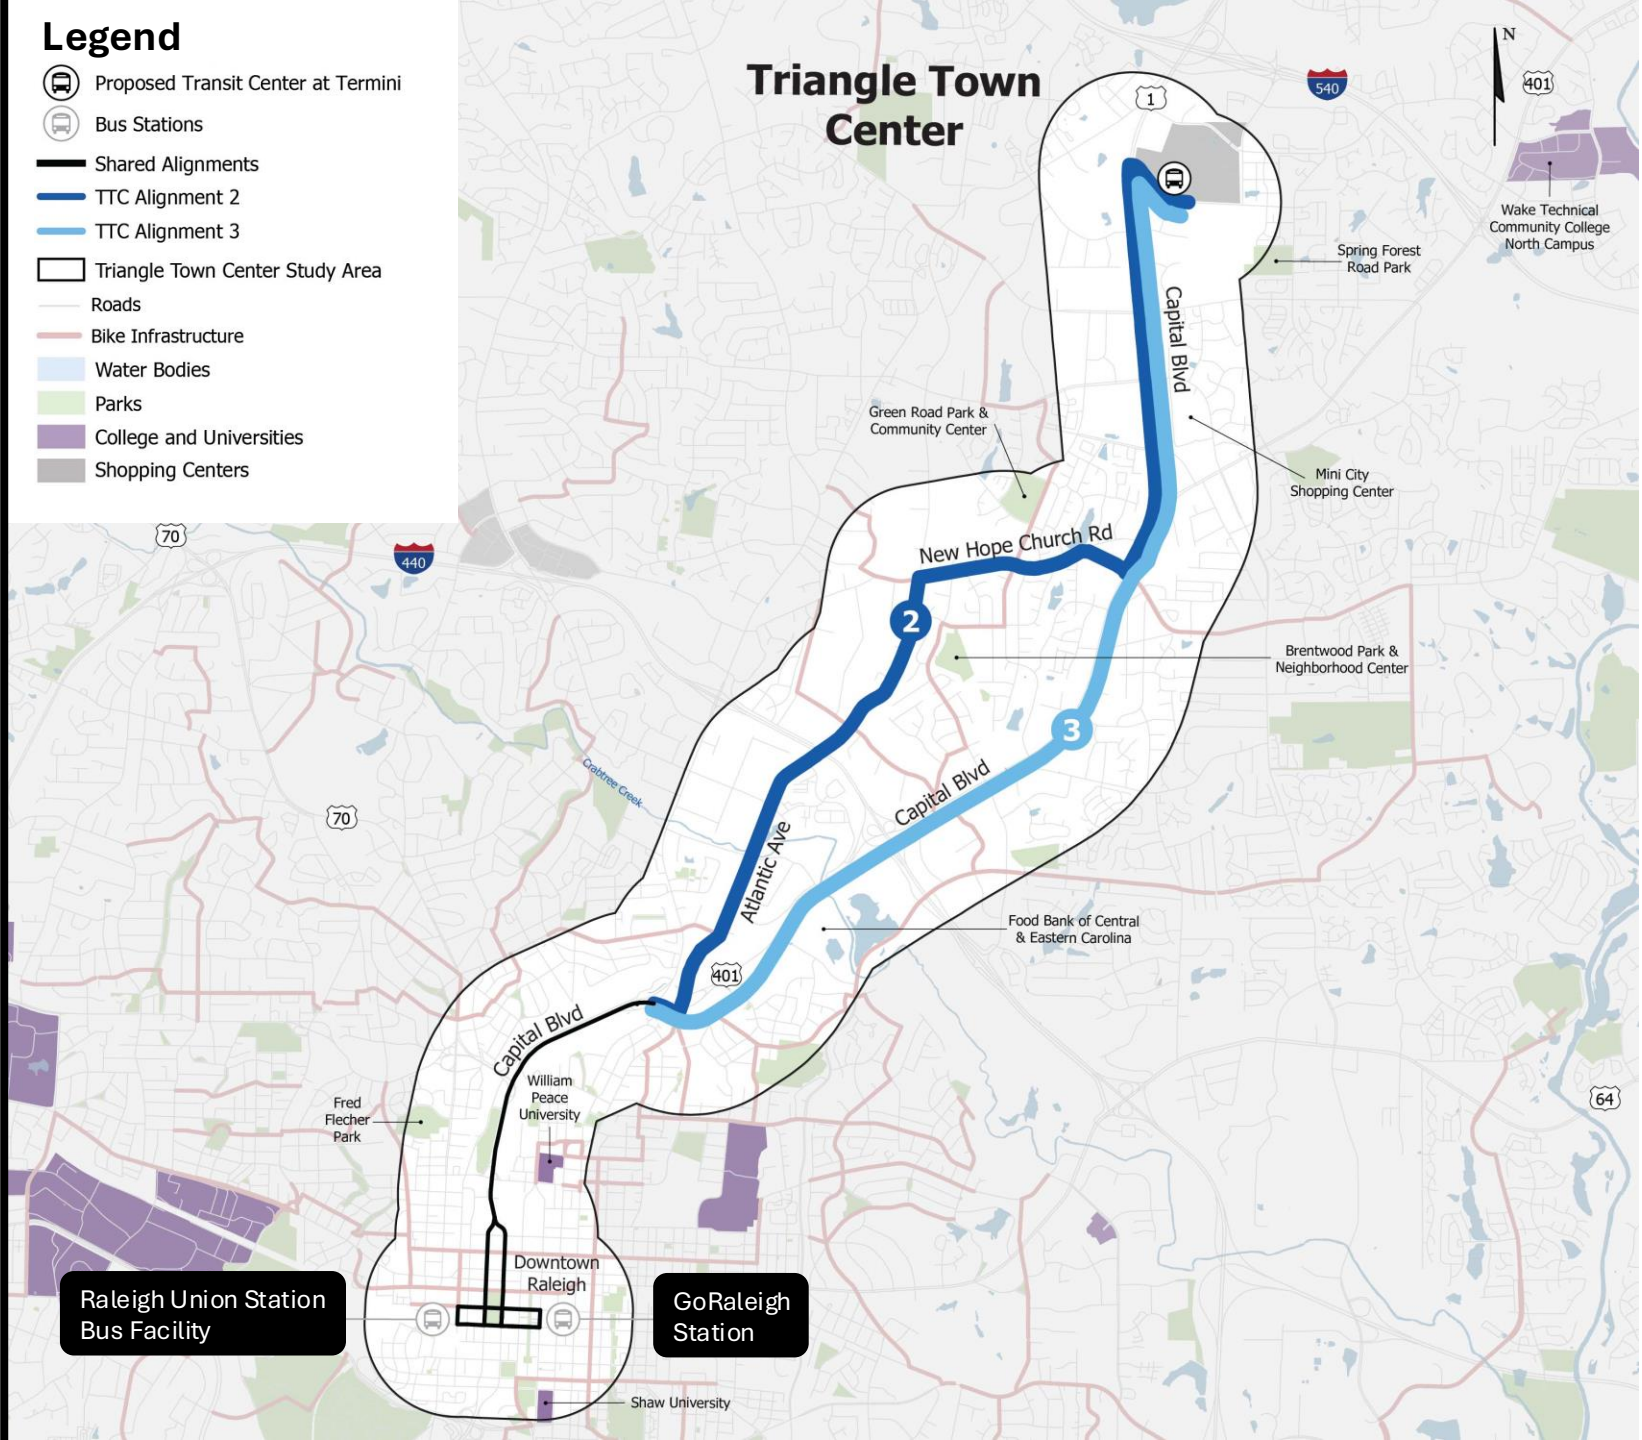 Legend
Proposed Transit Center at Termini
Bus Stations
Shared Alignments
TTC Alignment 2
TTC Alignment 3
Triangle Town Center Study Area
Roads
Bike Infrastructure
Water Bodies
Parks
College and Universities
Shopping Centers
Triangle Town
Center
1
540
N
401
Wake Technical
Community College
North Campus
Spring Forest
Road Park
Capital Blvd
Green Road Park &
Community Center
Mini City
Shopping Center
70
440
New Hope Church Rd
2
Brentwood Park &
Neighborhood Center
3
Crabtree Creek
Capital Blvd
70
Atlantic Ave
Food Bank of Central
& Eastern Carolina
401
Capital Blvd
William
Peace
University
Fred
Flecher
Park
64
Downtown
Raleigh
Raleigh Union Station
Bus Facility
GoRaleigh
Station
Shaw University